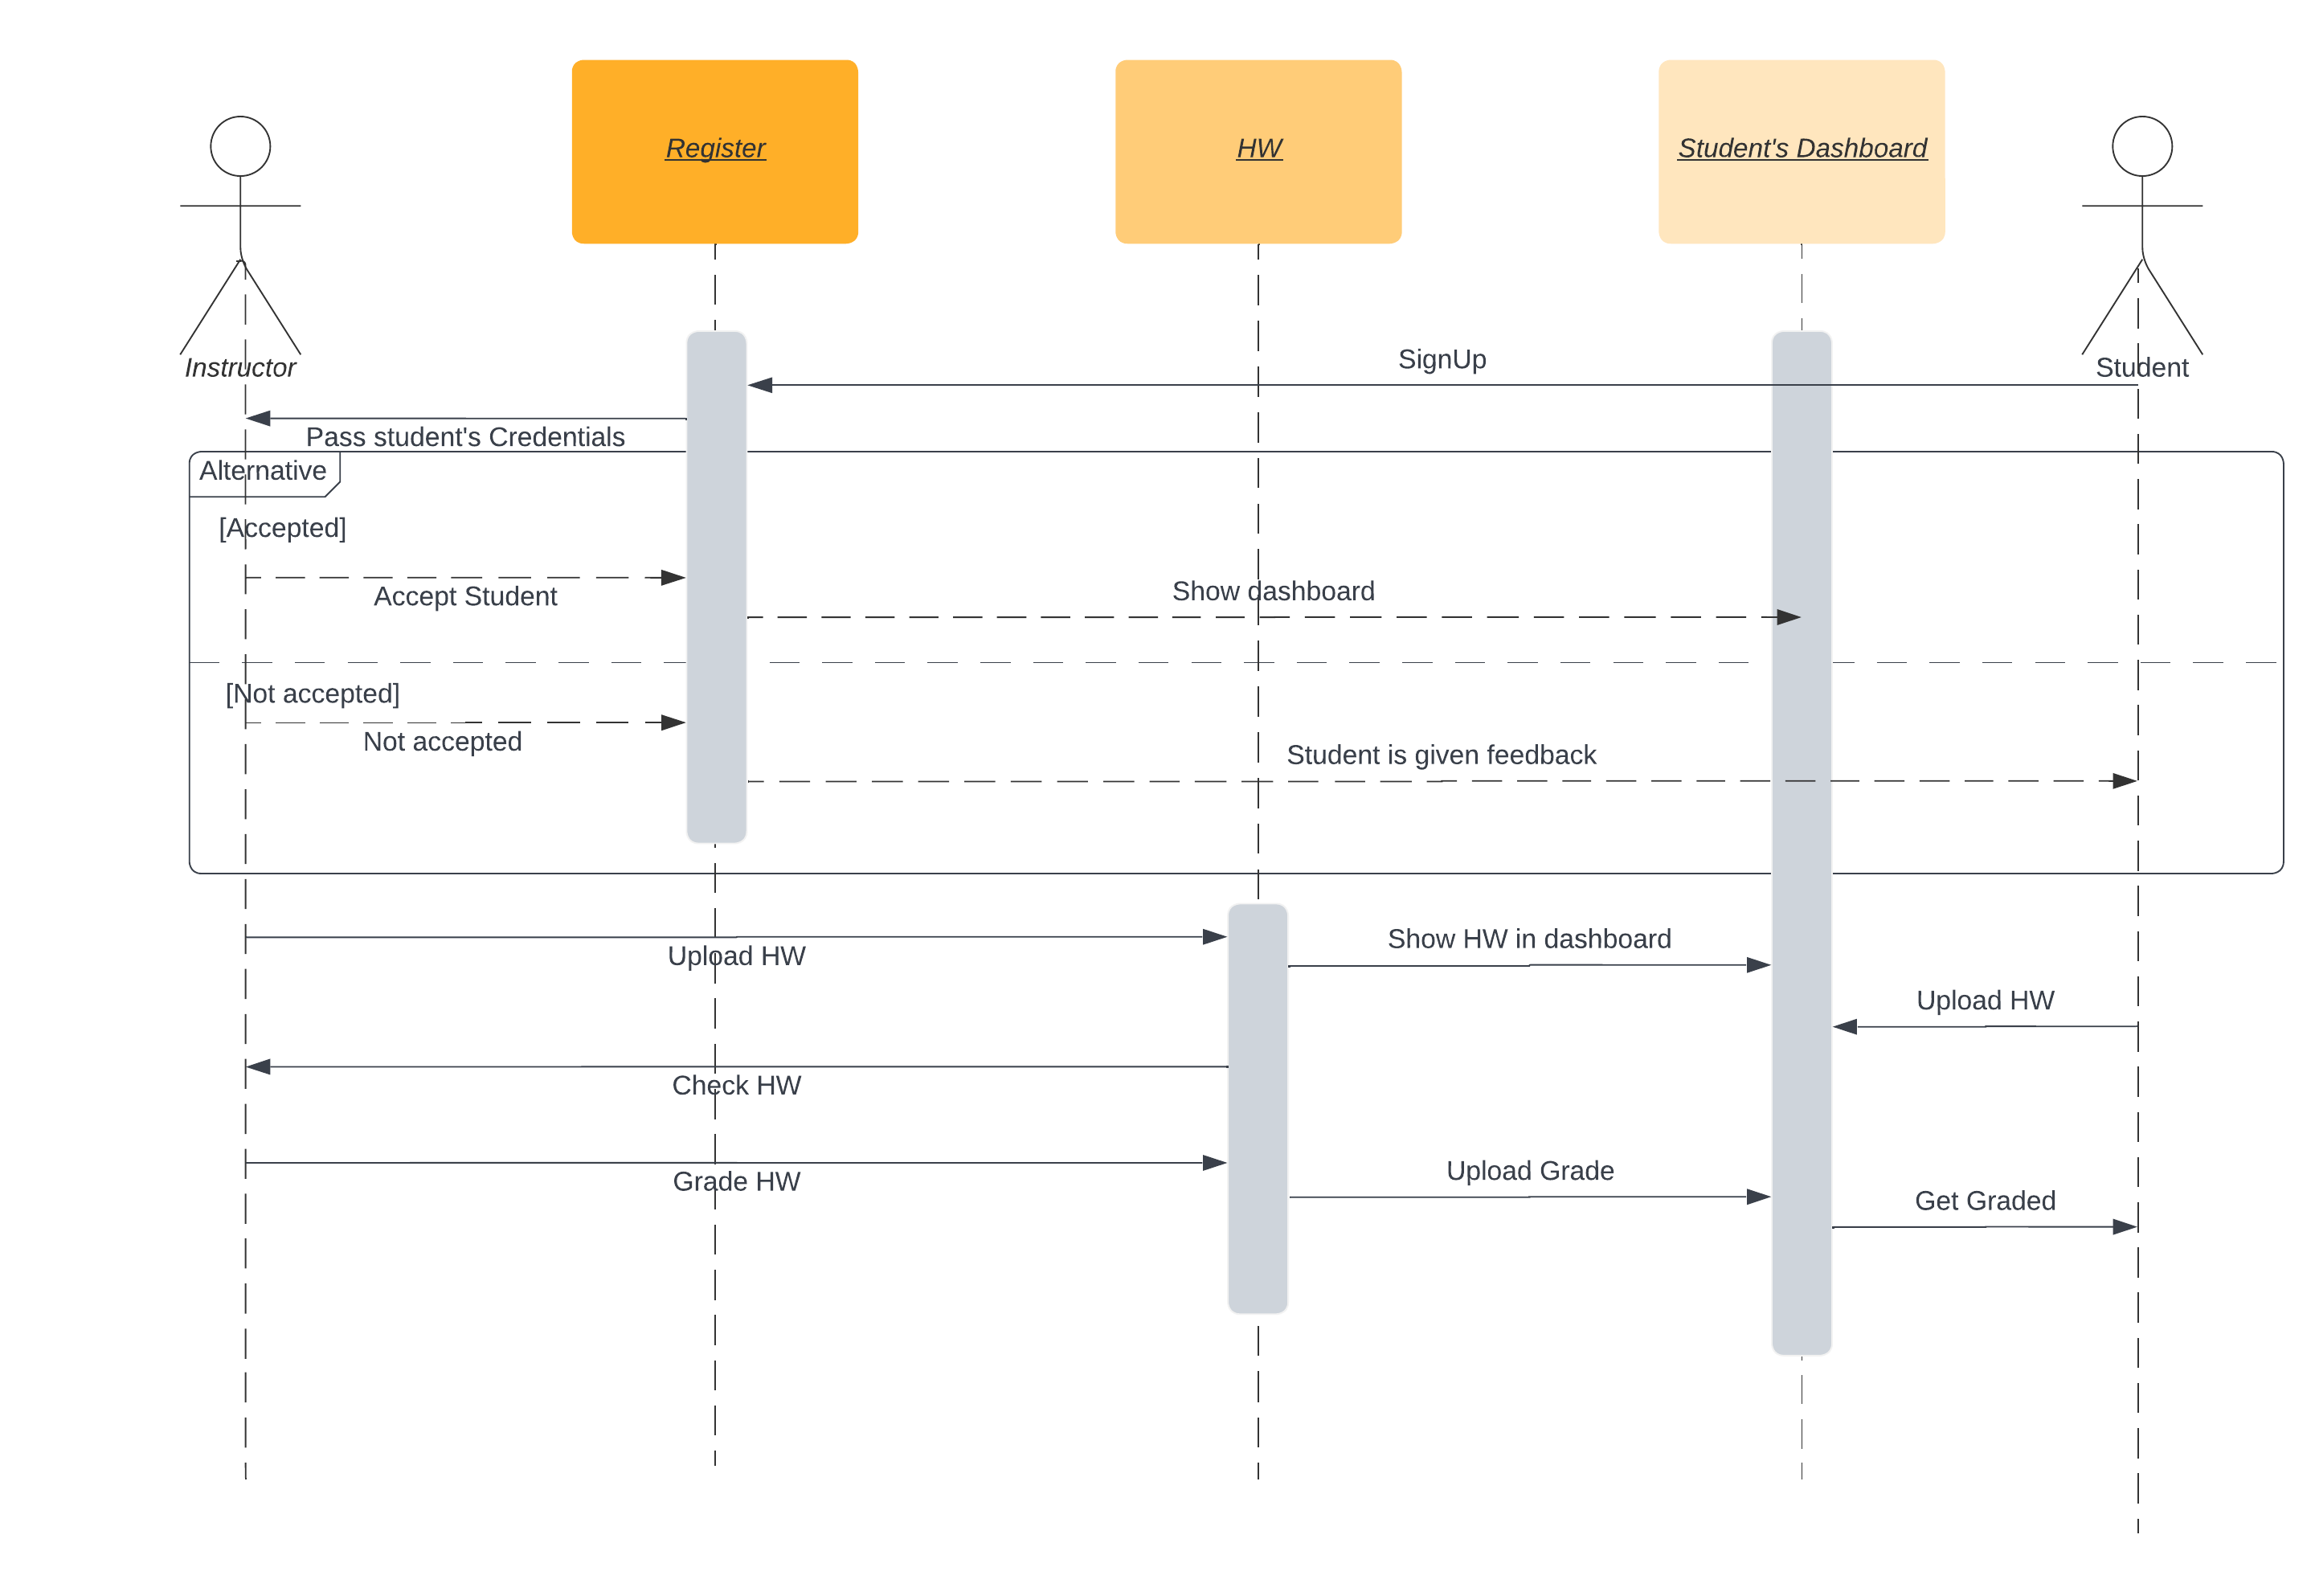 Register
HW
Student's Dashboard
Instructor
Student
SignUp
Pass student's Credentials
Alternative
[Accepted]
Accept Student
Show dashboard
[Not accepted]
Not accepted
Student is given feedback
Upload HW
Show HW in dashboard
Upload HW
Check HW
Grade HW
Upload Grade
Get Graded